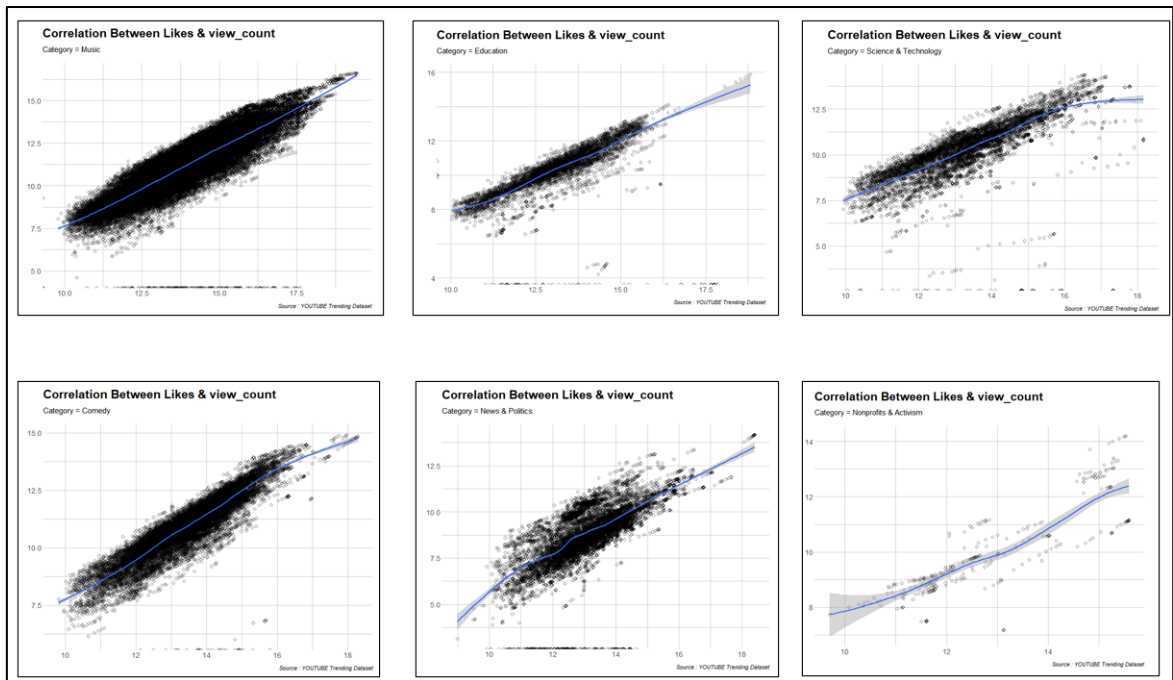 Correlation Between Likes & view_count
Category = Music
15.0
12.5
10.0
7.5
5.0
10.0 12.5 15.0 17.5
Source : YOUTUBE Trending Dataset
Correlation Between Likes & view_count
Category = Education
16
12
8
4
10.0 12.5 15.0 17.5
Source : YOUTUBE Trending Dataset
Correlation Between Likes & view_count
Category = Science & Technology
12.5
10.0
7.5
5.0
10 12 14 16 18
Source : YOUTUBE Trending Dataset
Correlation Between Likes & view_count
Category = Comedy
15.0
12.5
10.0
7.5
10 12 14 16 18
Source : YOUTUBE Trending Dataset
Correlation Between Likes & view_count
Category = News & Politics
12.5
10.0
7.5
5.0
10 12 14 16 18
Source : YOUTUBE Trending Dataset
Correlation Between Likes & view_count
Category = Nonprofits & Activism
14
12
10
8
10 12 14
Source : YOUTUBE Trending Dataset